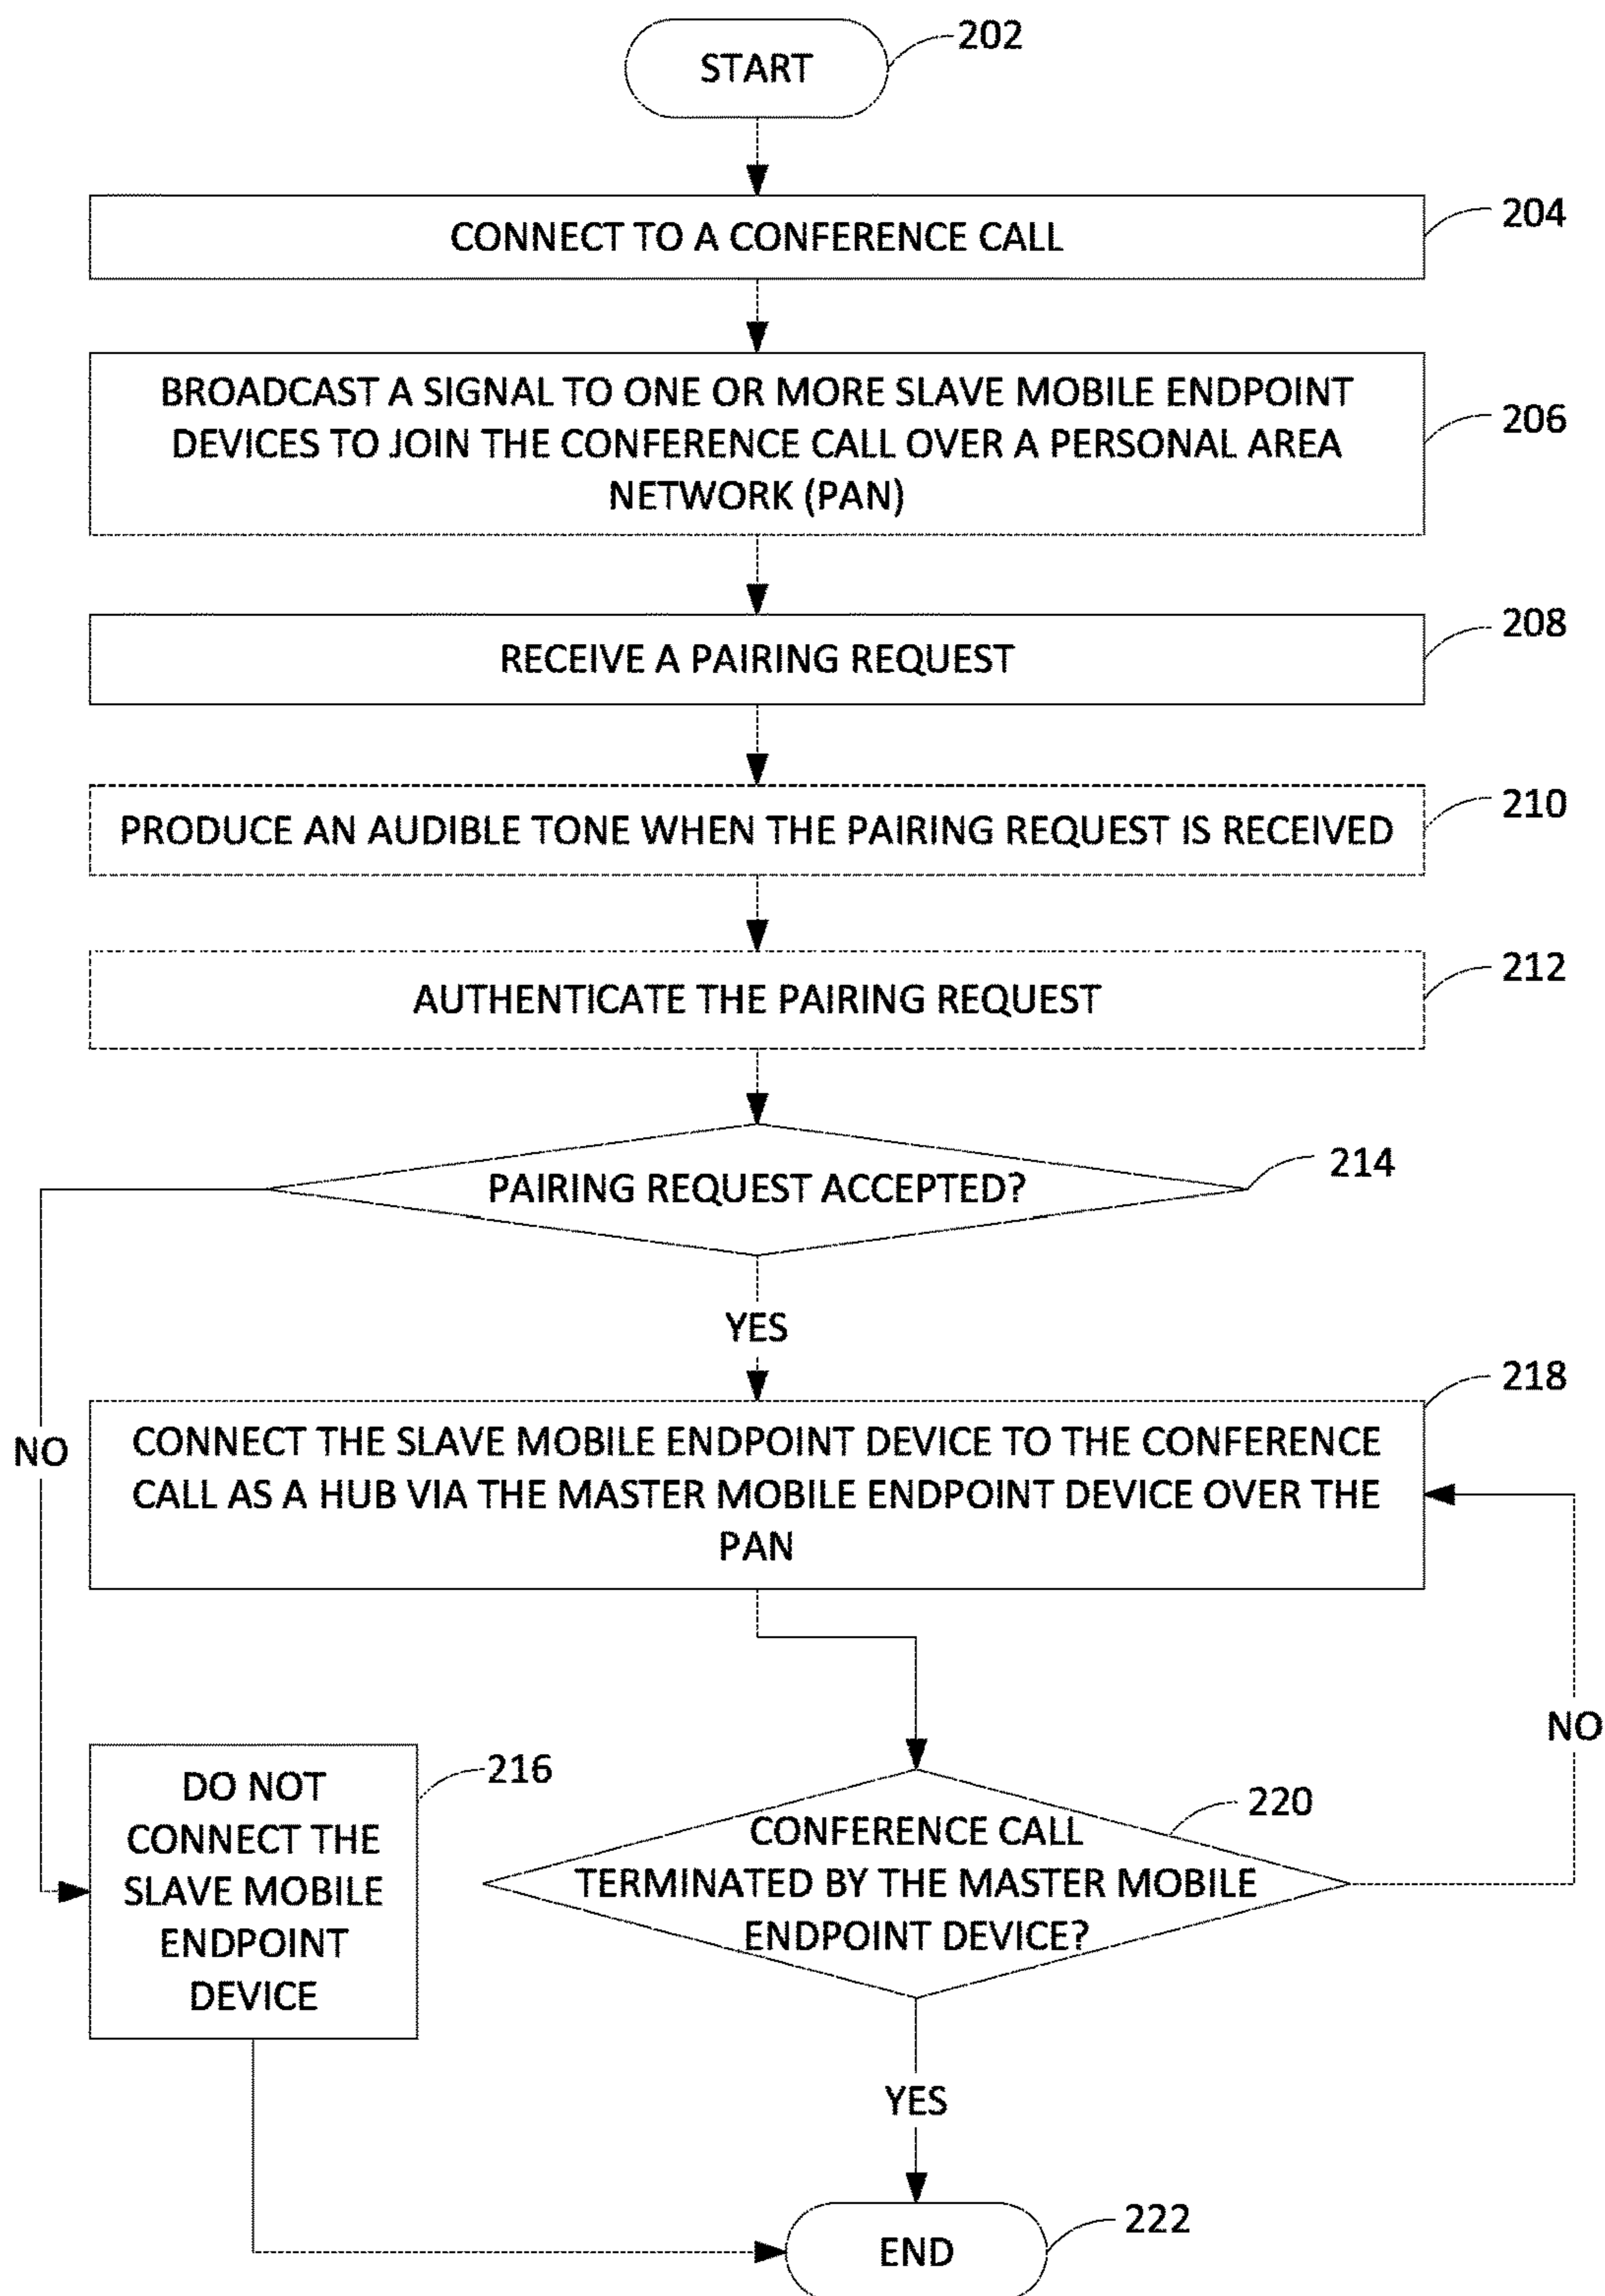 START
202
CONNECT TO A CONFERENCE CALL
204
BROADCAST A SIGNAL TO ONE OR MORE SLAVE MOBILE ENDPOINT
DEVICES TO JOIN THE CONFERENCE CALL OVER A PERSONAL AREA
NETWORK (PAN)
206
RECEIVE A PAIRING REQUEST
208
PRODUCE AN AUDIBLE TONE WHEN THE PAIRING REQUEST IS RECEIVED
210
AUTHENTICATE THE PAIRING REQUEST
212
PAIRING REQUEST ACCEPTED?
214
YES
NO
CONNECT THE SLAVE MOBILE ENDPOINT DEVICE TO THE CONFERENCE
CALL AS A HUB VIA THE MASTER MOBILE ENDPOINT DEVICE OVER THE
PAN
218
DO NOT
CONNECT THE
SLAVE MOBILE
ENDPOINT
DEVICE
216
CONFERENCE CALL
TERMINATED BY THE MASTER MOBILE
ENDPOINT DEVICE?
220
NO
YES
END
222